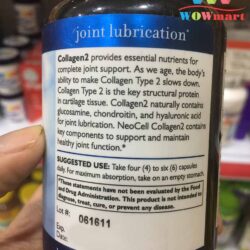 WOWmart
joint lubrication*
Collagen2 provides essential nutrients for
complete joint support. As we age, the body's
ability to make Collagen Type 2 slows down.
Collagen Type 2 is the key structural protein
in cartilage tissue. Collagen2 naturally contains
glucosamine, chondroitin, and hyaluronic acid
for joint lubrication. NeoCell Collagen2 contains
key components to support and maintain
healthy joint function.*
SUGGESTED USE: Take four (4) to six (6) capsules
daily. For maximum absorption, take on an empty stomach.
*These statements have not been evaluated by the Food
and Drug Administration. This product is not intended to
diagnose, treat, cure, or prevent any disease.
Lot #: 061611
Exp.
Date: